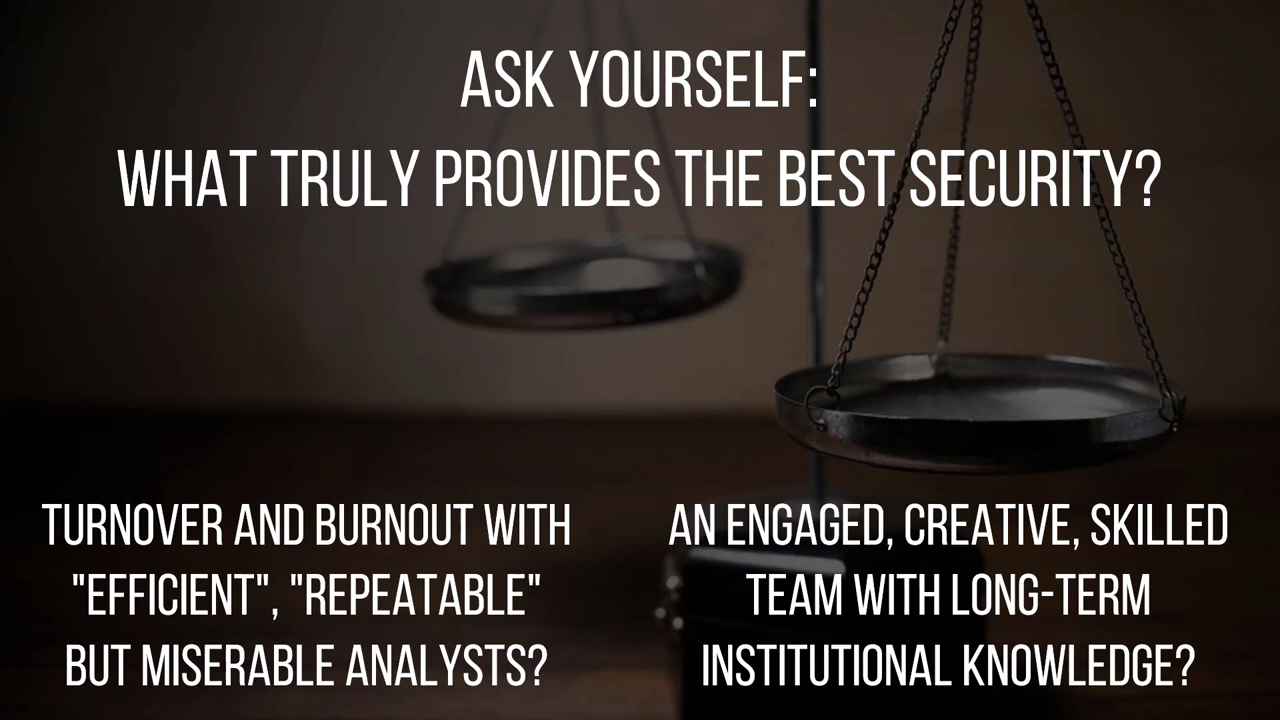 ASK YOURSELF:
WHAT TRULY PROVIDES THE BEST SECURITY?
TURNOVER AND BURNOUT WITH
"EFFICIENT", "REPEATABLE"
BUT MISERABLE ANALYSTS?
AN ENGAGED, CREATIVE, SKILLED
TEAM WITH LONG-TERM
INSTITUTIONAL KNOWLEDGE?